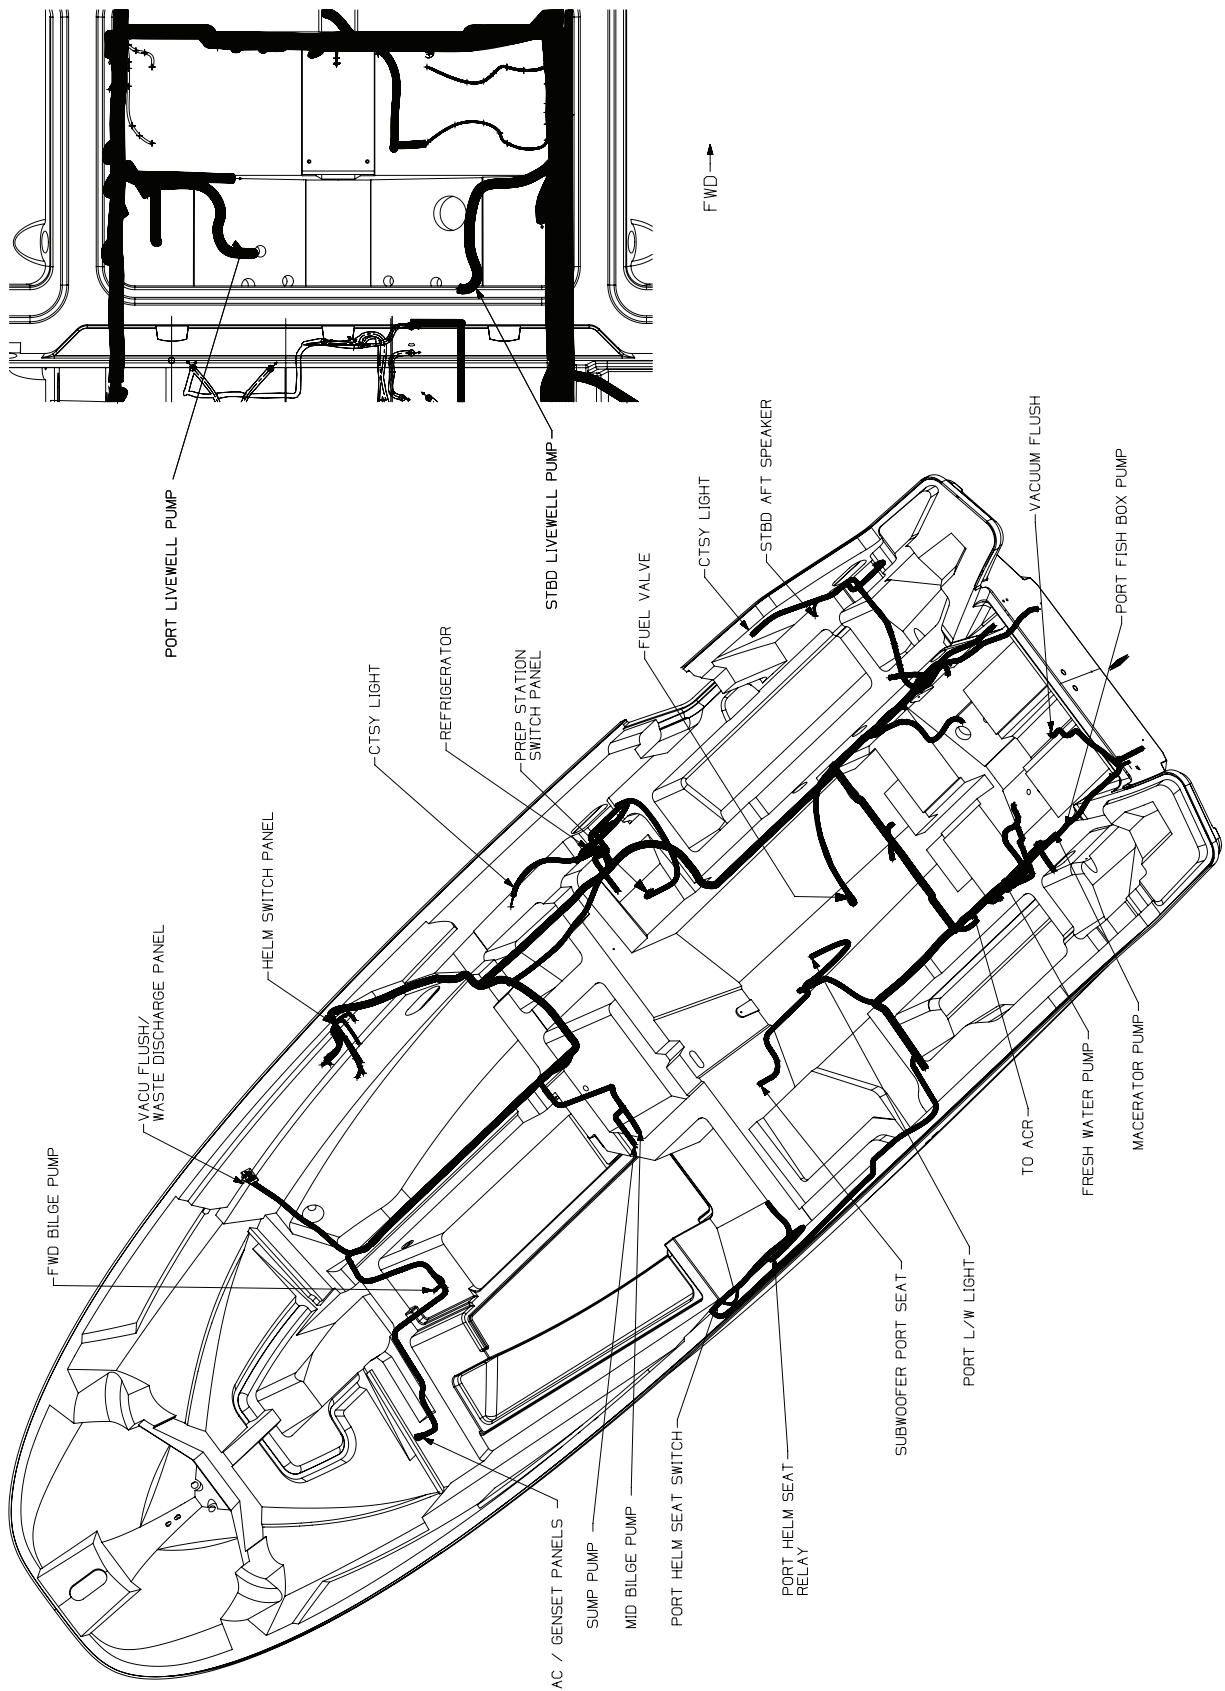 PORT LIVEWELL PUMP
STBD LIVEWELL PUMP
FWD
FWD BILGE PUMP
VACU FLUSH/
WASTE DISCHARGE PANEL
HELM SWITCH PANEL
CTSY LIGHT
REFRIGERATOR
PREP STATION
SWITCH PANEL
FUEL VALVE
CTSY LIGHT
STBD AFT SPEAKER
VACUUM FLUSH
PORT FISH BOX PUMP
AC / GENSET PANELS
SUMP PUMP
MID BILGE PUMP
PORT HELM SEAT SWITCH
PORT HELM SEAT
RELAY
SUBWOOFER PORT SEAT
PORT L/W LIGHT
TO ACR
FRESH WATER PUMP
MACERATOR PUMP